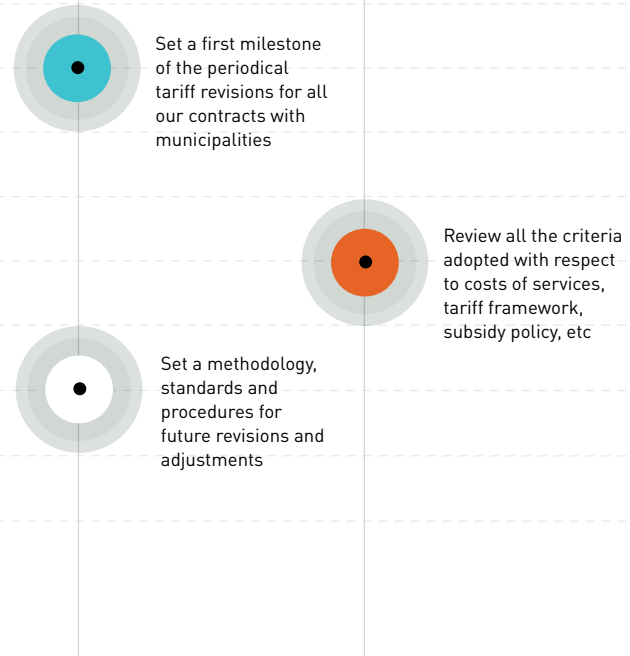 Set a first milestone
of the periodical
tariff revisions for all
our contracts with
municipalities
Review all the criteria
adopted with respect
to costs of services,
tariff framework,
subsidy policy, etc
Set a methodology,
standards and
procedures for
future revisions and
adjustments